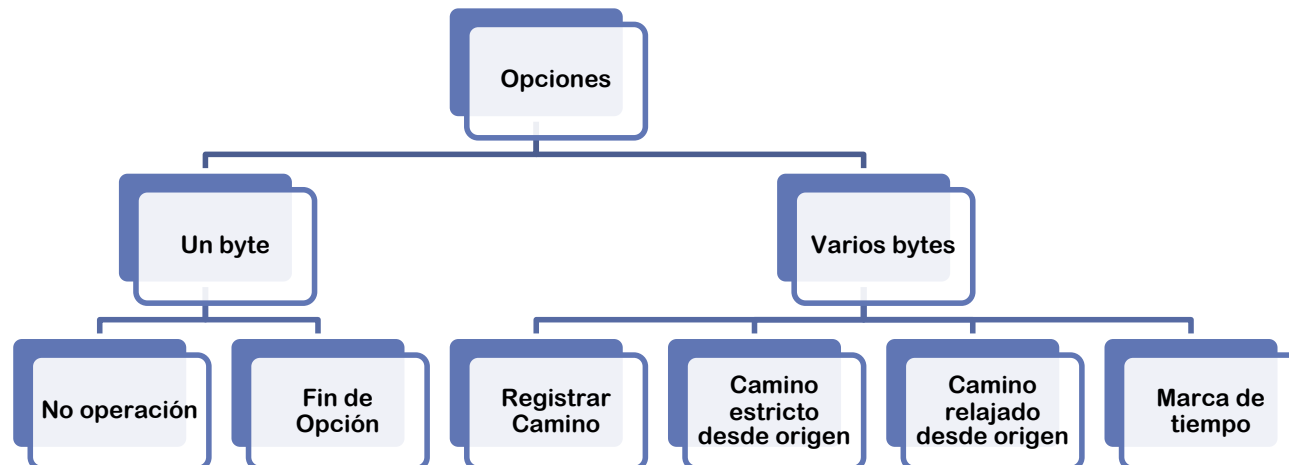 Opciones
Un byte
Varios bytes
No operación
Fin de
Opción
Registrar
Camino
Camino
estricto
desde origen
Camino
relajado
desde origen
Marca de
tiempo